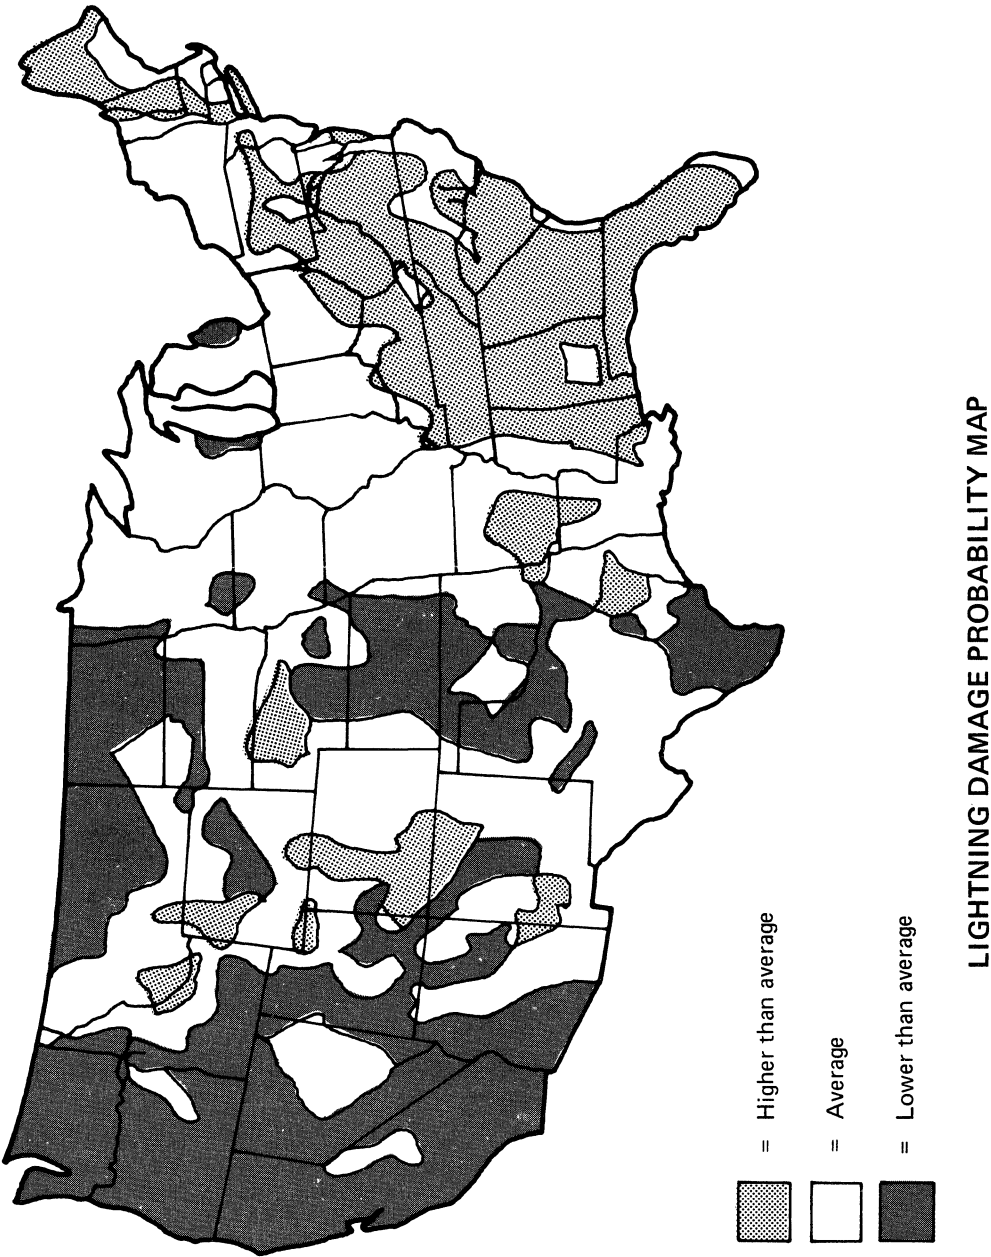 LIGHTNING DAMAGE PROBABILITY MAP
= Higher than average
= Average
= Lower than average